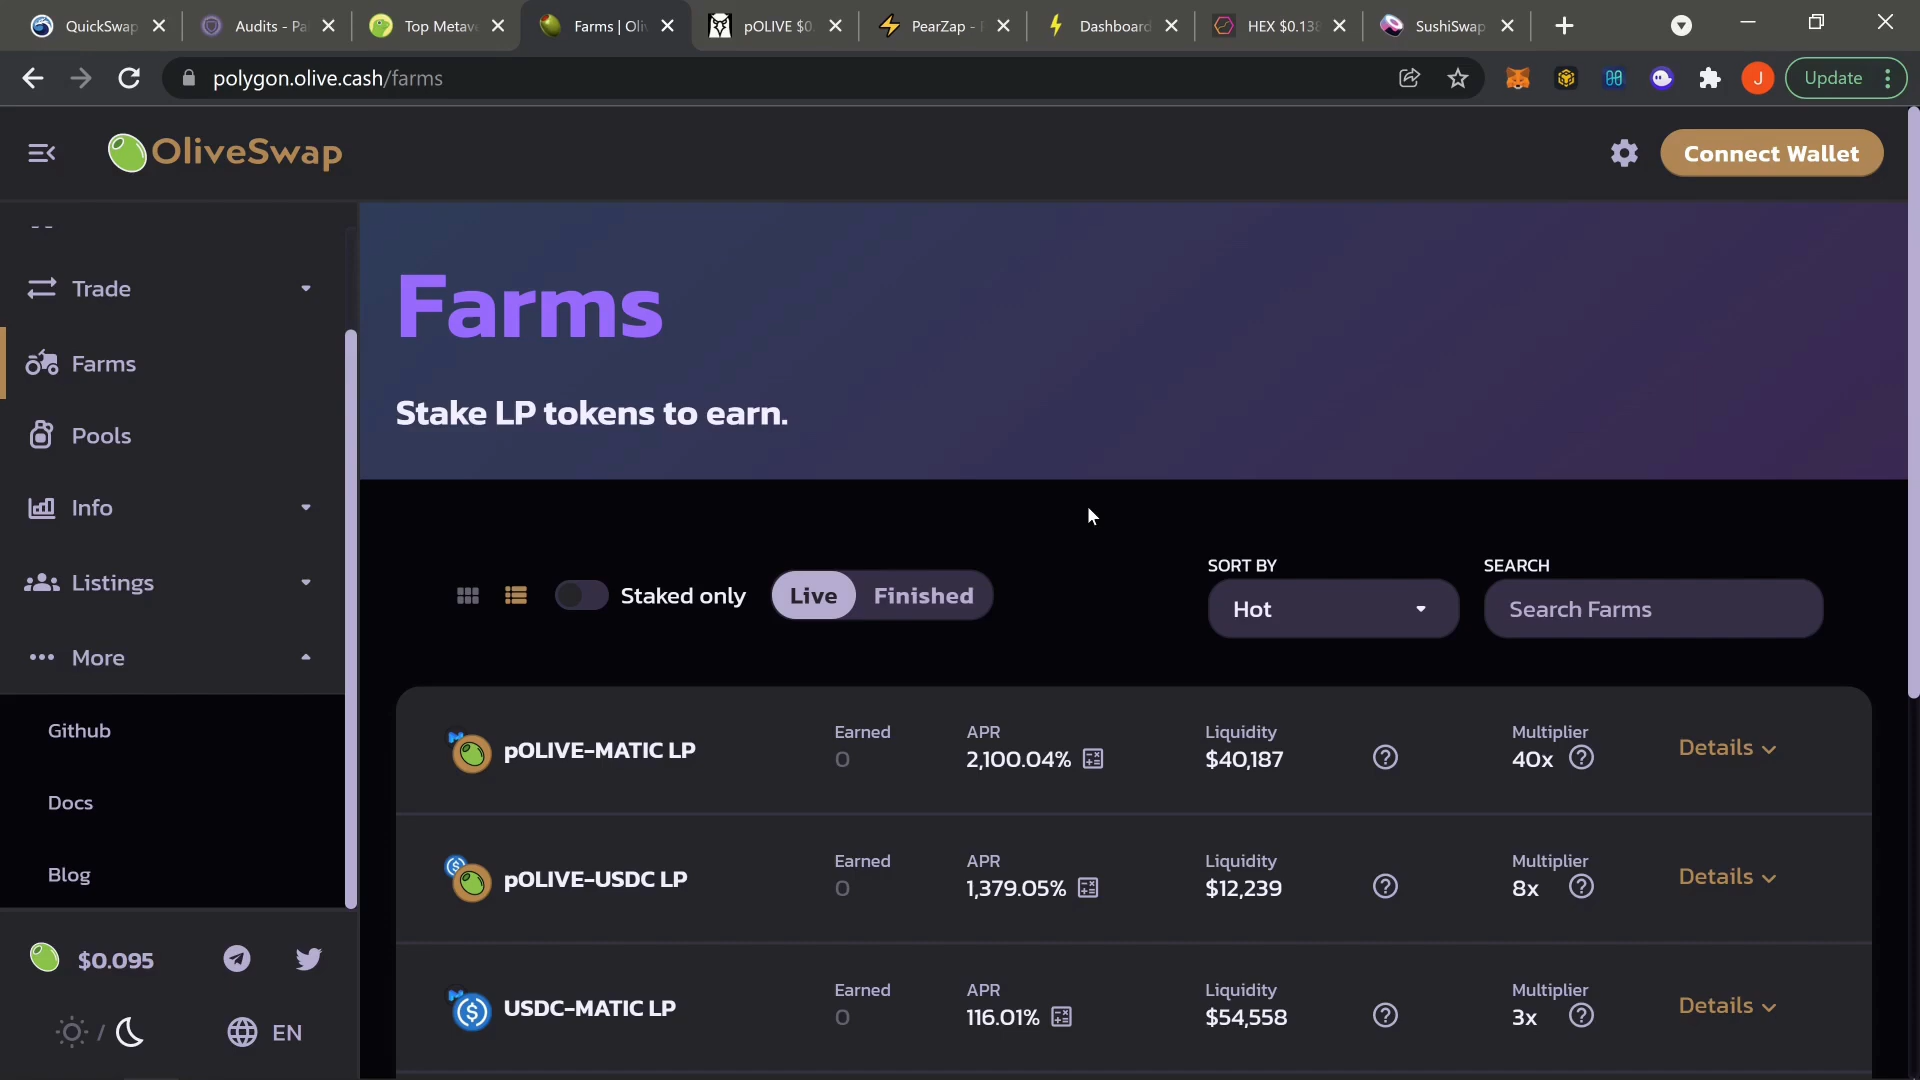 QuickSwap
Audits - Pa
Top Metave
Farms | Oli
pOLIVE $0.
PearZap -
Dashboard
HEX $0.138
SushiSwap
polygon.olive.cash/farms
J
Update
OliveSwap
Connect Wallet
Trade
Farms
Pools
Info
Listings
More
Github
Docs
Blog
$0.095
/
EN
Farms
Stake LP tokens to earn.
Staked only
Live
Finished
SORT BY
Hot
SEARCH
Search Farms
pOLIVE-MATIC LP
Earned
0
APR
2,100.04%
Liquidity
$40,187
Multiplier
40x
Details
pOLIVE-USDC LP
Earned
0
APR
1,379.05%
Liquidity
$12,239
Multiplier
8x
Details
USDC-MATIC LP
Earned
0
APR
116.01%
Liquidity
$54,558
Multiplier
3x
Details